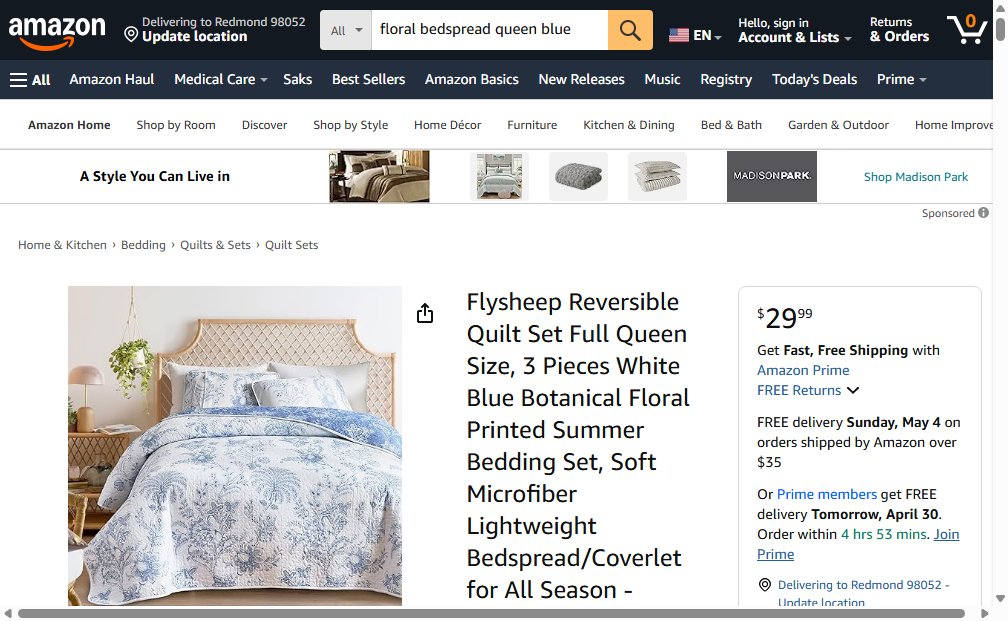 amazon
Delivering to Redmond 98052
Update location
All
floral bedspread queen blue
EN
Hello, sign in
Account & Lists
Returns
& Orders
0
All
Amazon Haul
Medical Care
Saks
Best Sellers
Amazon Basics
New Releases
Music
Registry
Today's Deals
Prime
Amazon Home
Shop by Room
Discover
Shop by Style
Home Décor
Furniture
Kitchen & Dining
Bed & Bath
Garden & Outdoor
Home Improve
A Style You Can Live in
MADISON PARK.
Shop Madison Park
Sponsored
Home & Kitchen › Bedding › Quilts & Sets › Quilt Sets
Flysheep Reversible
Quilt Set Full Queen
Size, 3 Pieces White
Blue Botanical Floral
Printed Summer
Bedding Set, Soft
Microfiber
Lightweight
Bedspread/Coverlet
for All Season -
$29.99
Get Fast, Free Shipping with
Amazon Prime
FREE Returns
FREE delivery Sunday, May 4 on
orders shipped by Amazon over
$35
Or Prime members get FREE
delivery Tomorrow, April 30.
Order within 4 hrs 53 mins. Join
Prime
Delivering to Redmond 98052 -
Update location